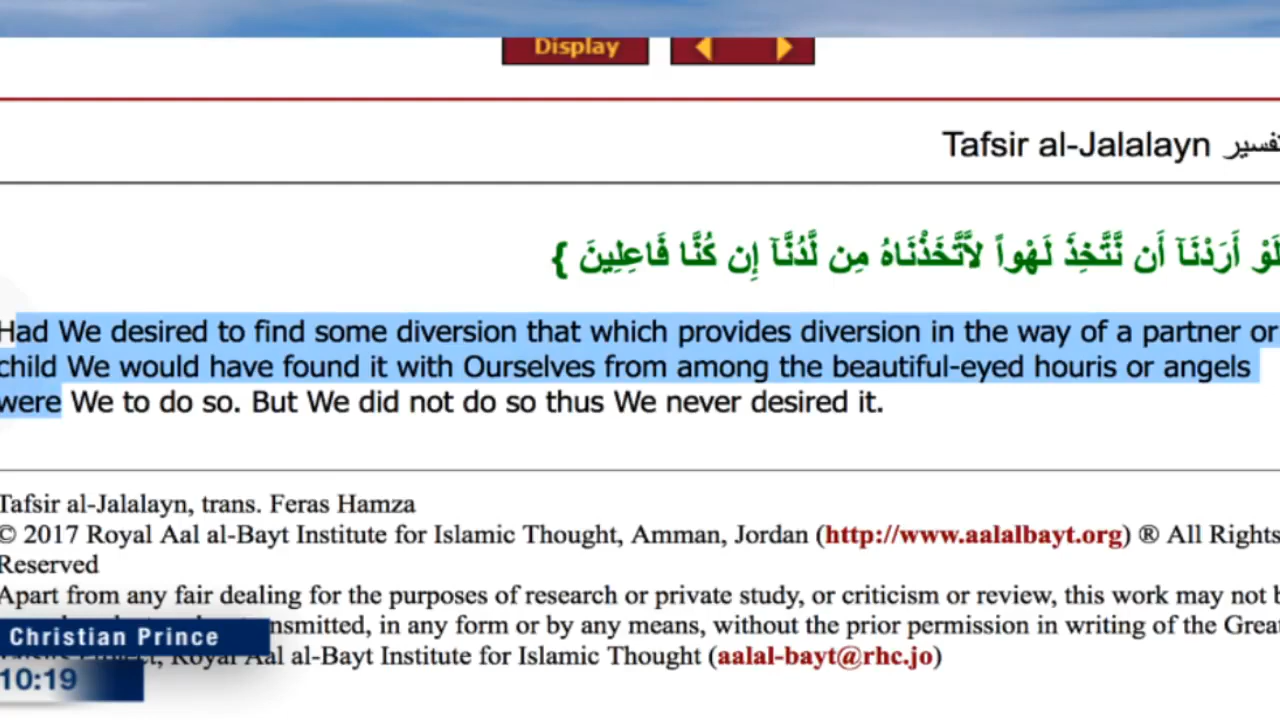 Display
Tafsir al-Jalalayn تفسير
لَوْ أَرَدْنَآ أَن نَّتَّخِذَ لَهْواً لاَّتَّخَذْنَاهُ مِن لَّدُنَّآ إِن كُنَّا فَاعِلِينَ }
Had We desired to find some diversion that which provides diversion in the way of a partner or
child We would have found it with Ourselves from among the beautiful-eyed houris or angels
were We to do so. But We did not do so thus We never desired it.
Tafsir al-Jalalayn, trans. Feras Hamza
© 2017 Royal Aal al-Bayt Institute for Islamic Thought, Amman, Jordan (http://www.aalalbayt.org) ® All Rights
Reserved
Apart from any fair dealing for the purposes of research or private study, or criticism or review, this work may not
nsmitted, in any form or by any means, without the prior permission in writing of the Grea
Royal Aal al-Bayt Institute for Islamic Thought (aalal-bayt@rhc.jo)
Christian Prince
10:19